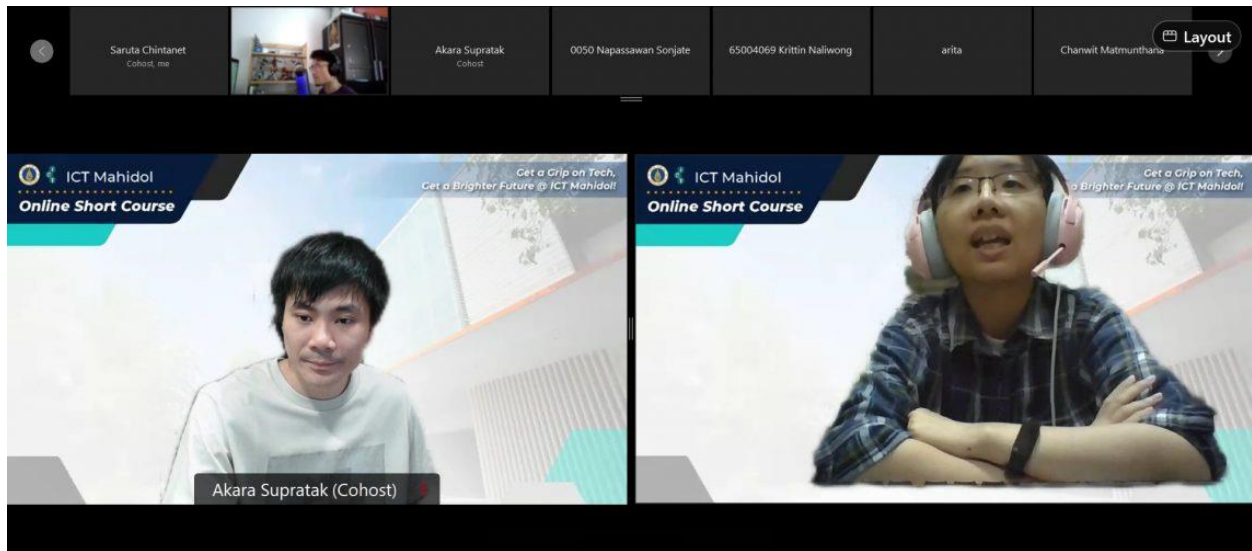 Saruta Chintanet
Cohost, me
Akara Supratak
Cohost
0050 Napassawan Sonjate
65004069 Krittin Naliwong
arita
Chanwit Matmunthana
Layout
ICT Mahidol
Online Short Course
Get a Grip on Tech,
Get a Brighter Future @ ICT Mahidol!
Akara Supratak (Cohost)
ICT Mahidol
Online Short Course
Get a Grip on Tech,
a Brighter Future @ ICT Mahidol!